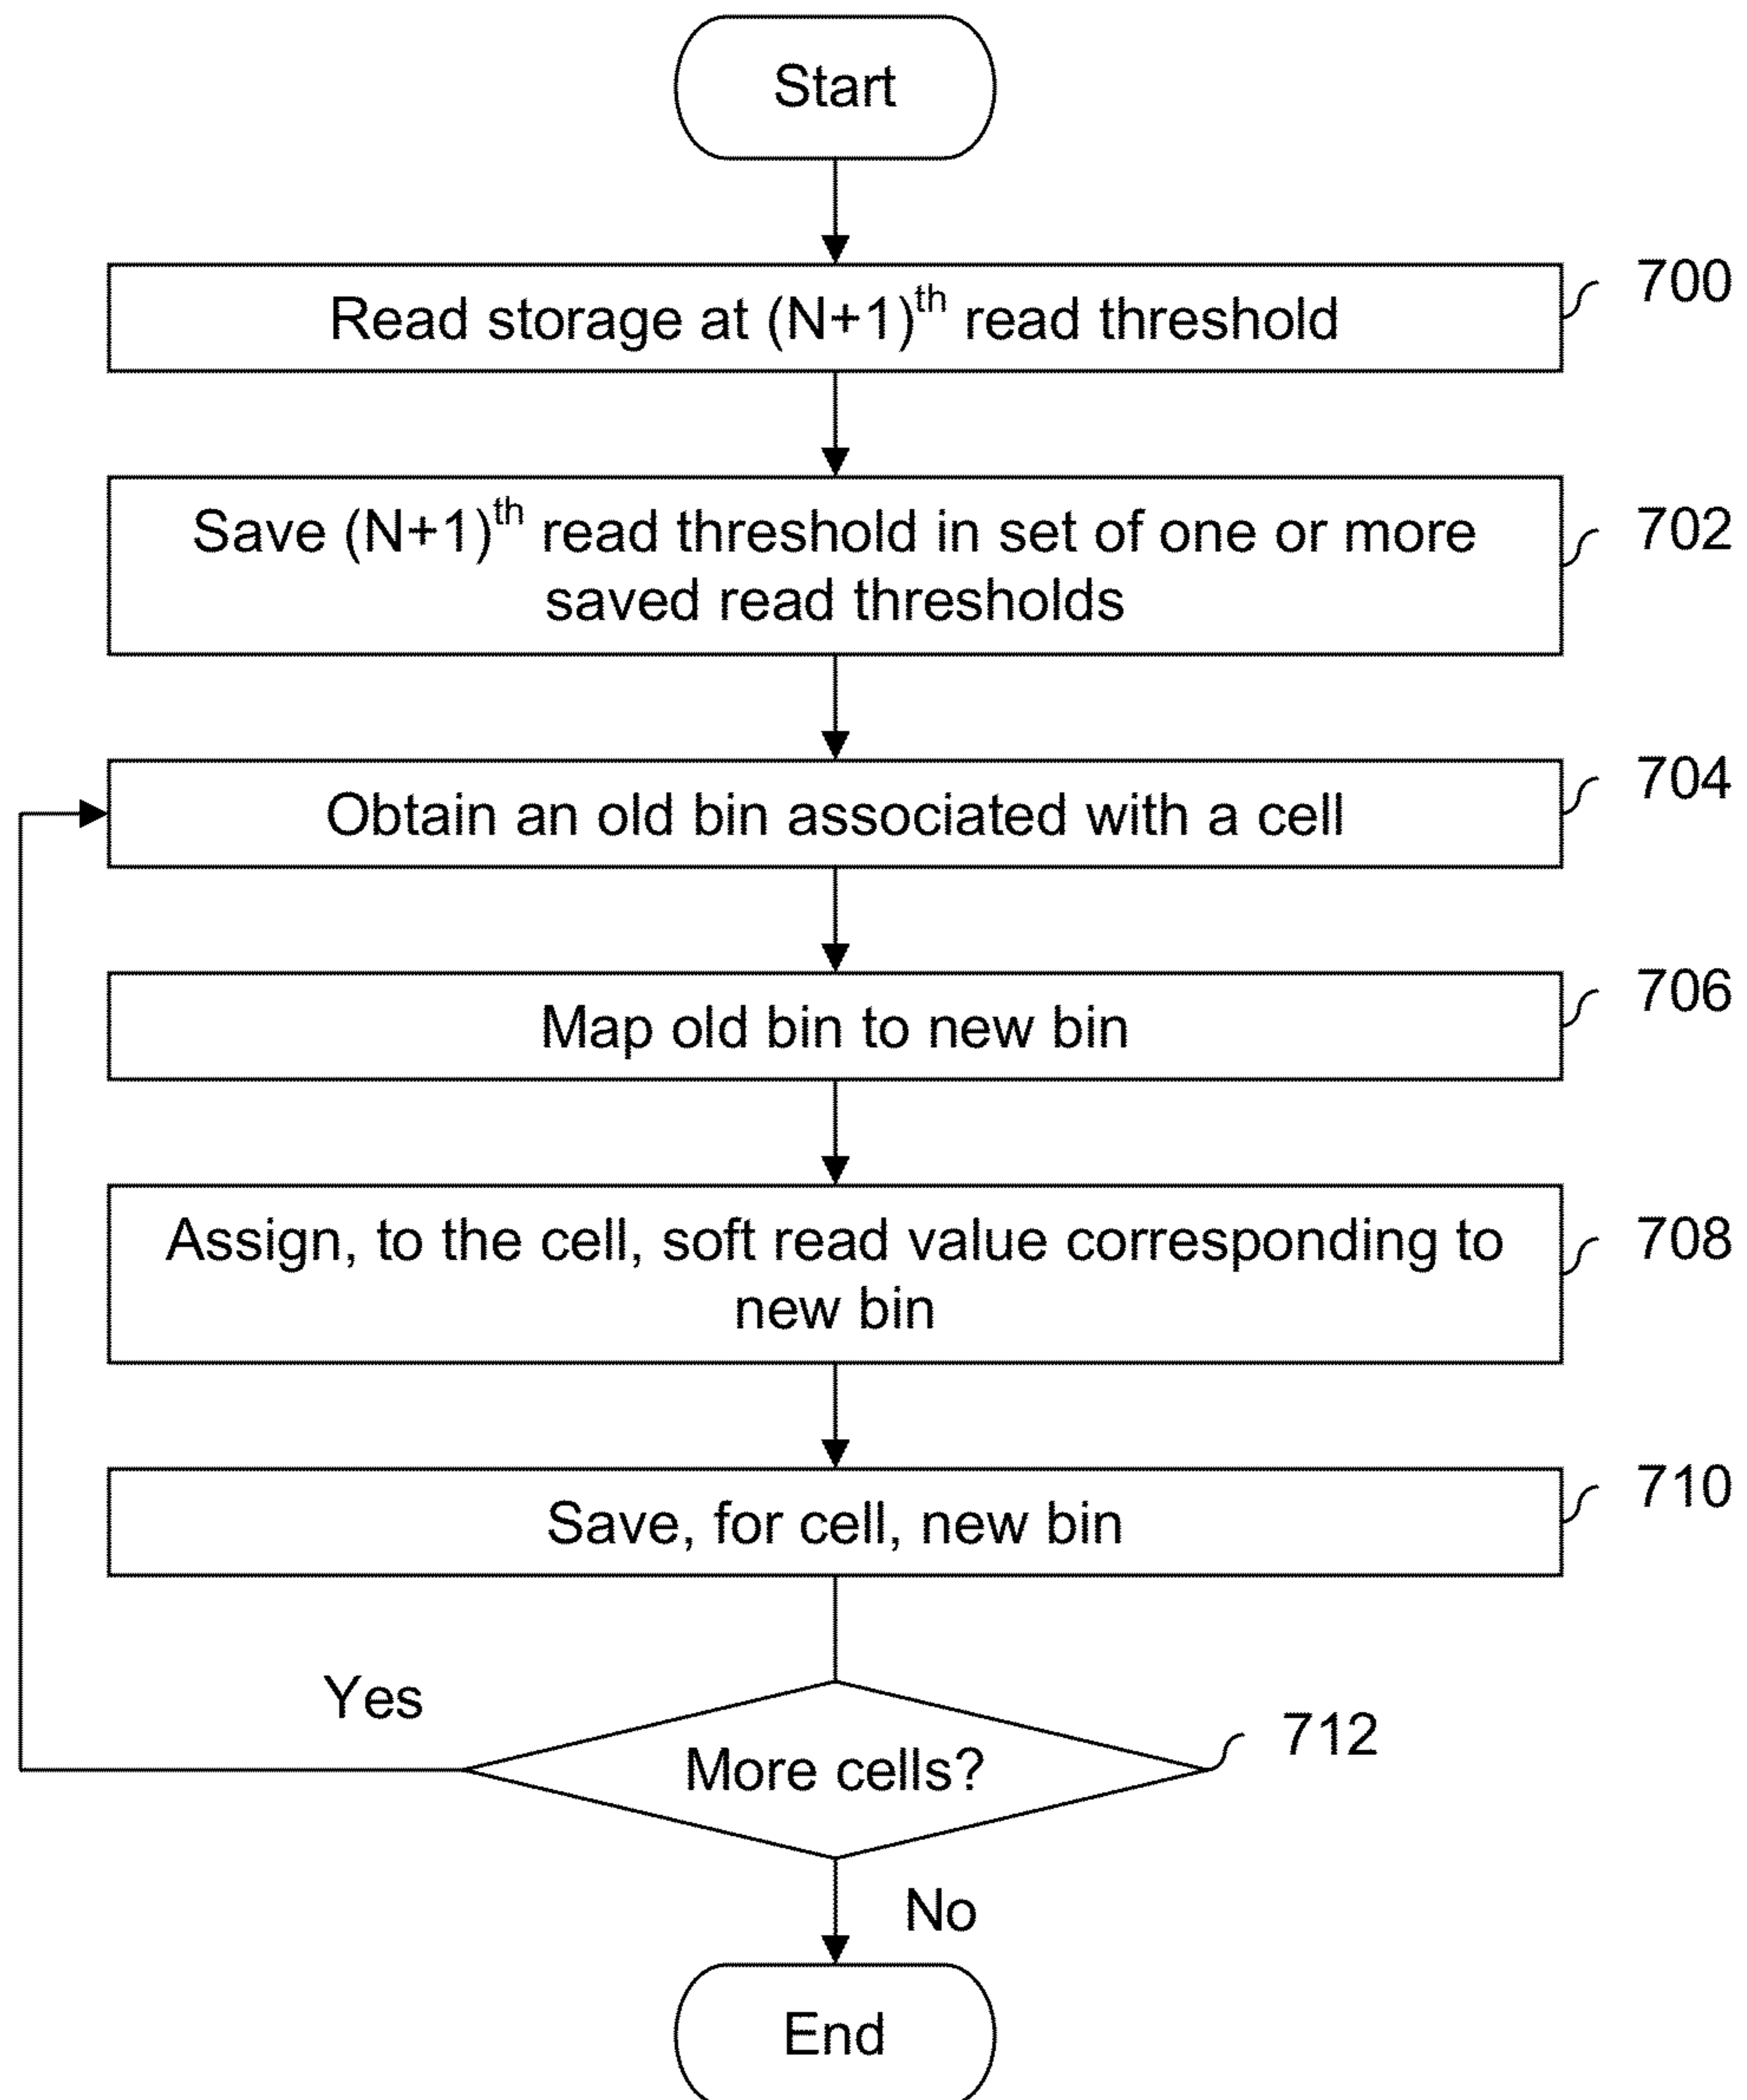 Start
Read storage at (N+1)th read threshold
700
Save (N+1)th read threshold in set of one or more
saved read thresholds
702
Obtain an old bin associated with a cell
704
Map old bin to new bin
706
Assign, to the cell, soft read value corresponding to
new bin
708
Save, for cell, new bin
710
Yes
More cells?
712
No
End